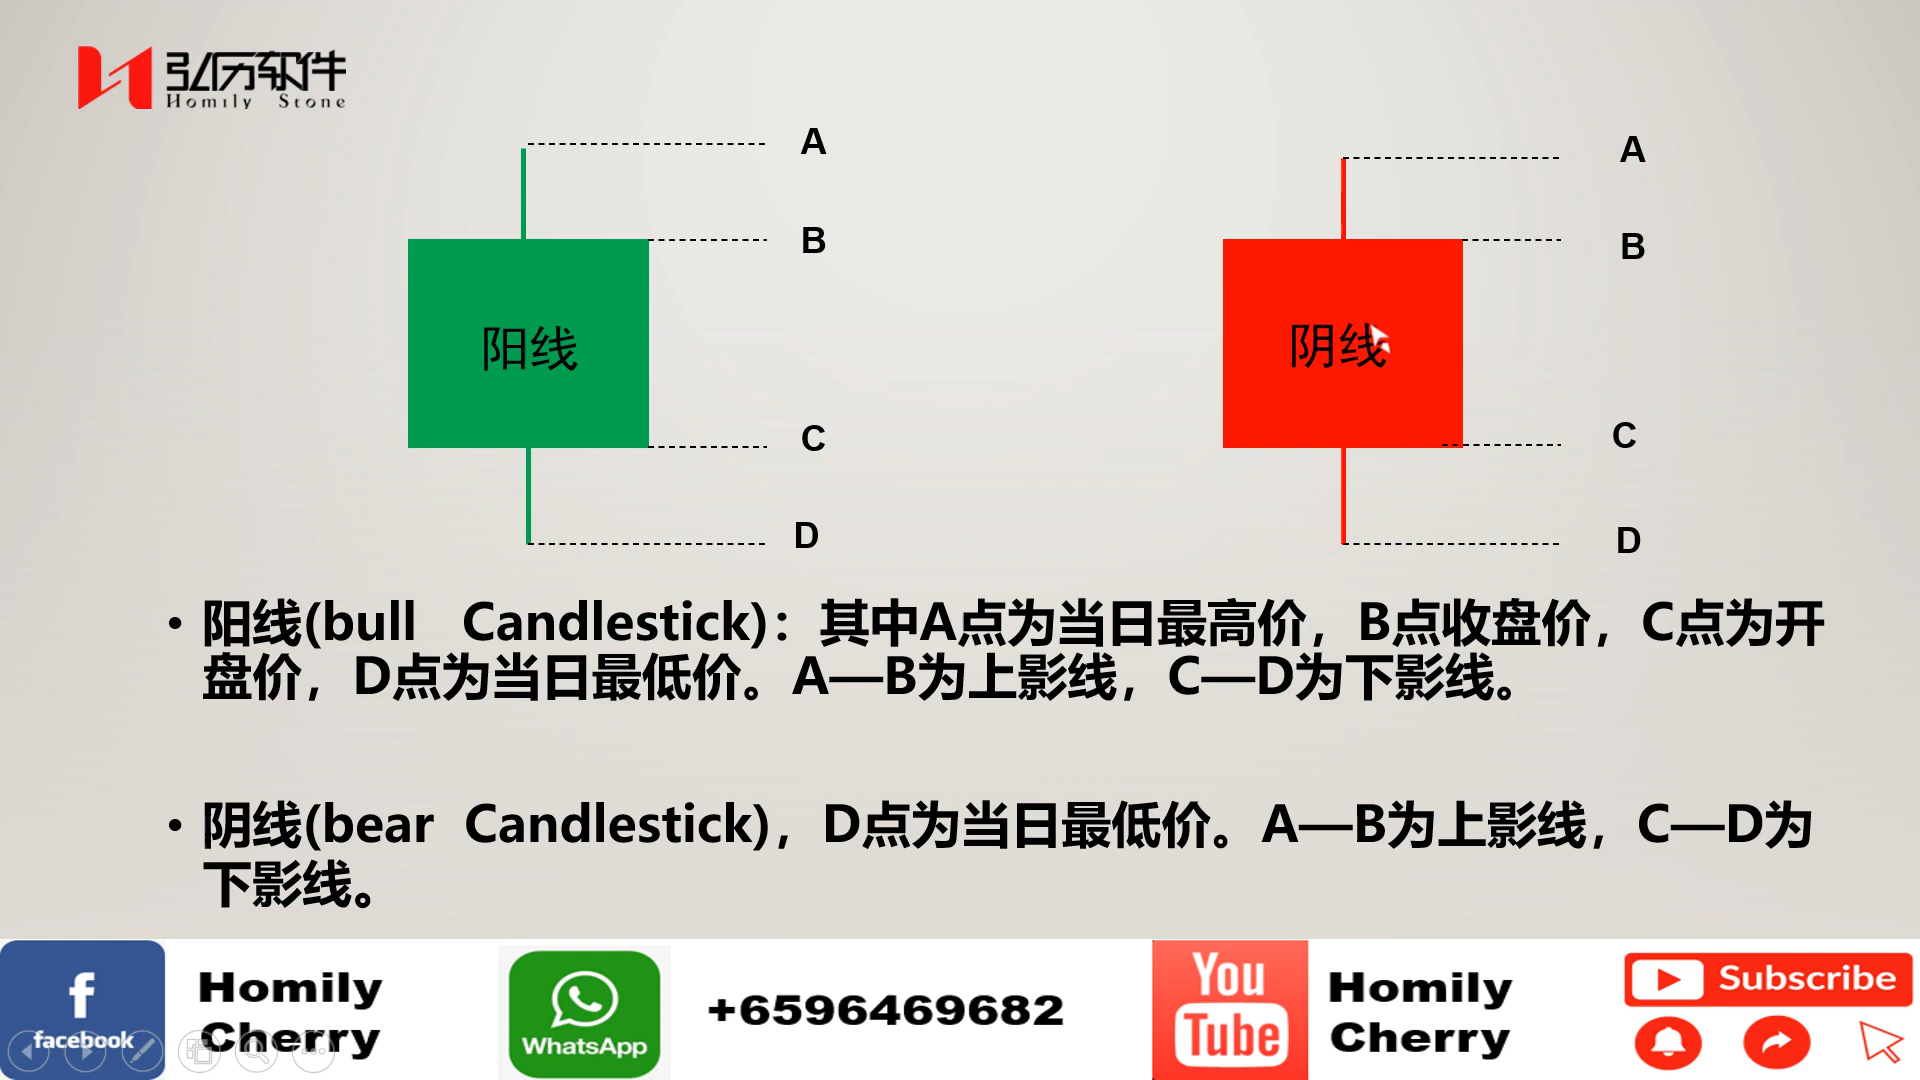 弘历软件
Homily Stone
A
A
B
B
阳线
阴线
C
C
D
D
• 阳线(bull Candlestick)：其中A点为当日最高价，B点收盘价，C点为开
盘价，D点为当日最低价。A—B为上影线，C—D为下影线。
• 阴线(bear Candlestick)，D点为当日最低价。A—B为上影线，C—D为
下影线。
facebook
Homily
Cherry
WhatsApp
+6596469682
You
Tube
Homily
Cherry
Subscribe